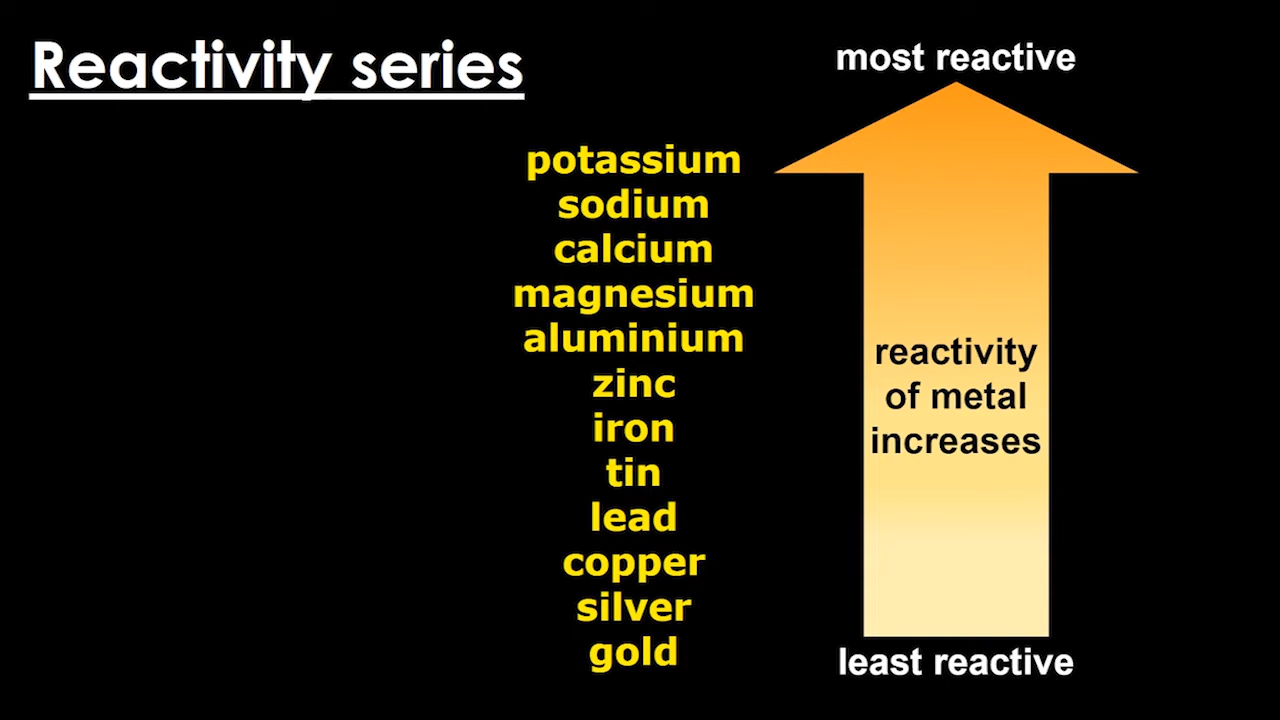 Reactivity series
most reactive
potassium
sodium
calcium
magnesium
aluminium
zinc
iron
tin
lead
copper
silver
gold
reactivity
of metal
increases
least reactive